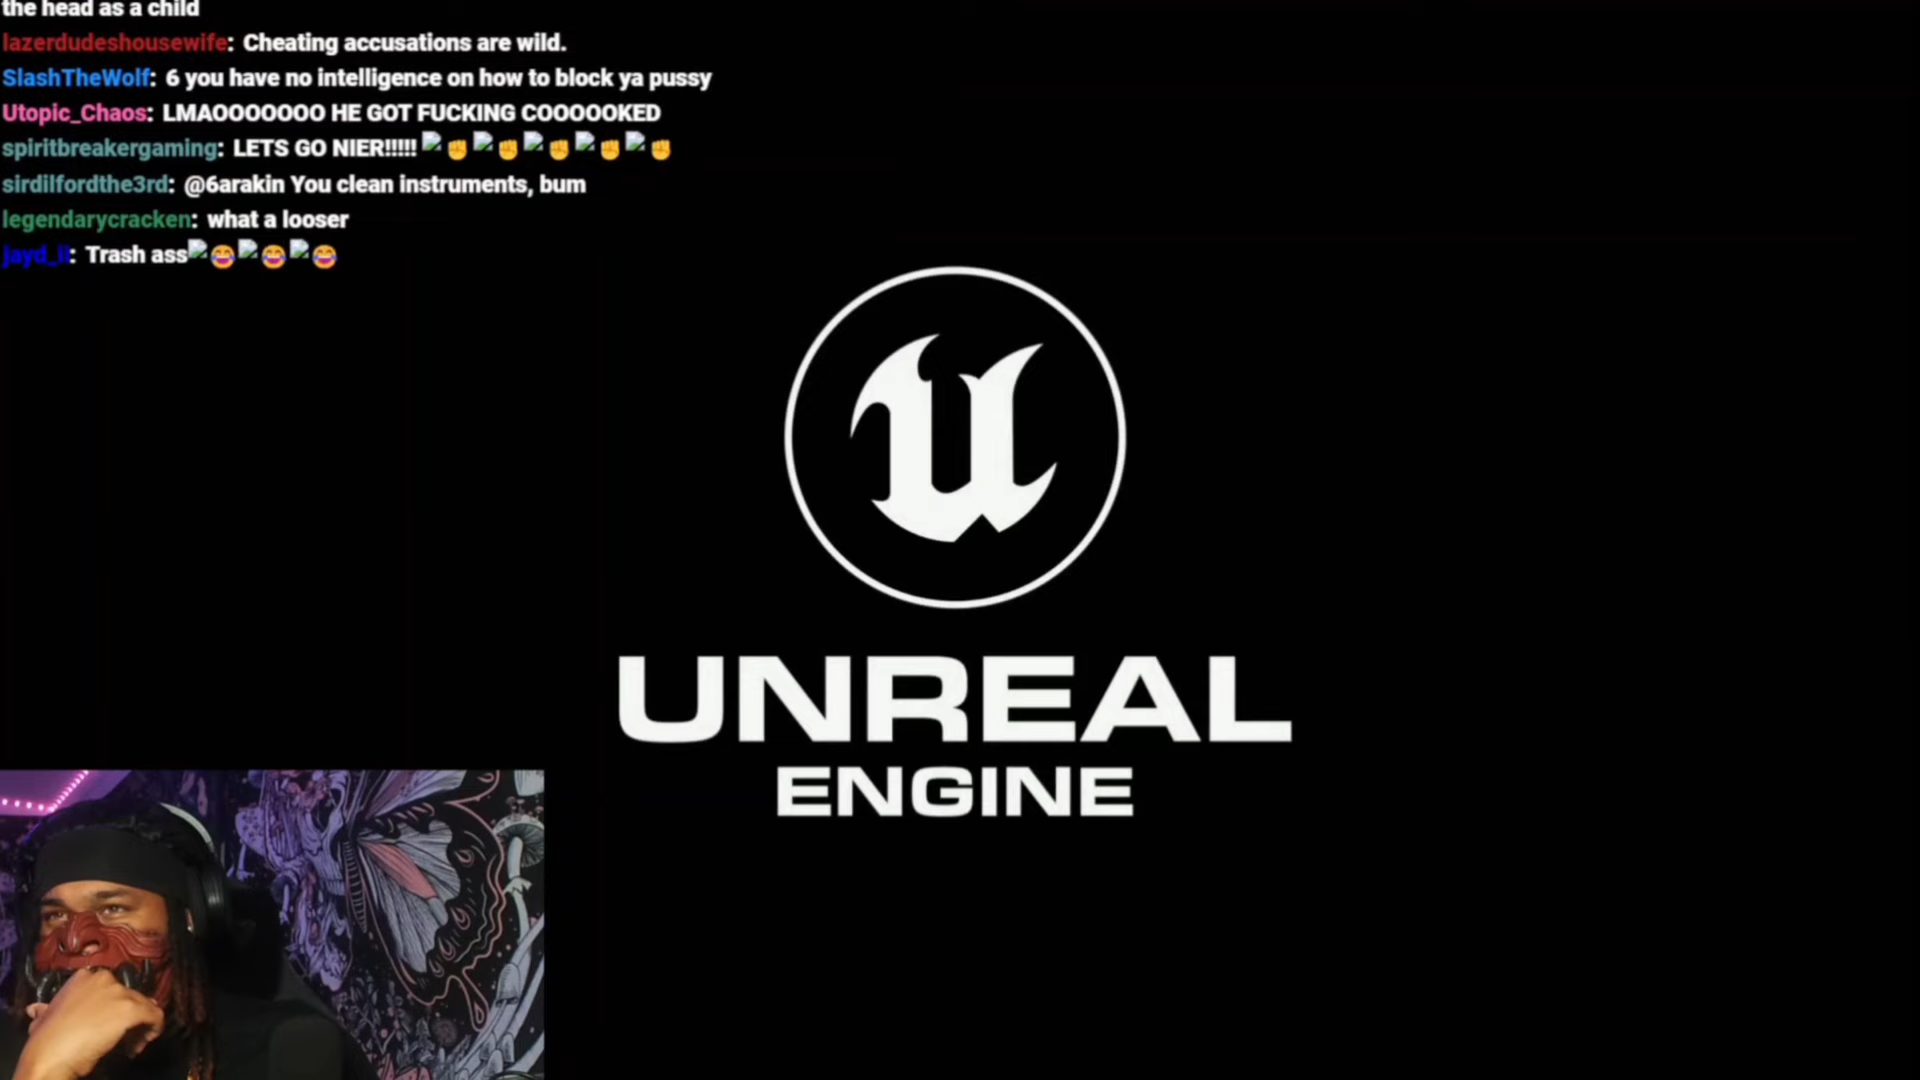 the head as a child
lazerdudeshousewife: Cheating accusations are wild.
SlashTheWolf: 6 you have no intelligence on how to block ya pussy
Utopic_Chaos: LMAOOOOOOO HE GOT FUCKING COOOOOKED
spiritbreakergaming: LETS GO NIER!!!!! ✊✊✊✊✊
sirdilfordthe3rd: @6arakin You clean instruments, bum
legendarycracken: what a looser
Trash ass😂😂😂
UNREAL
ENGINE